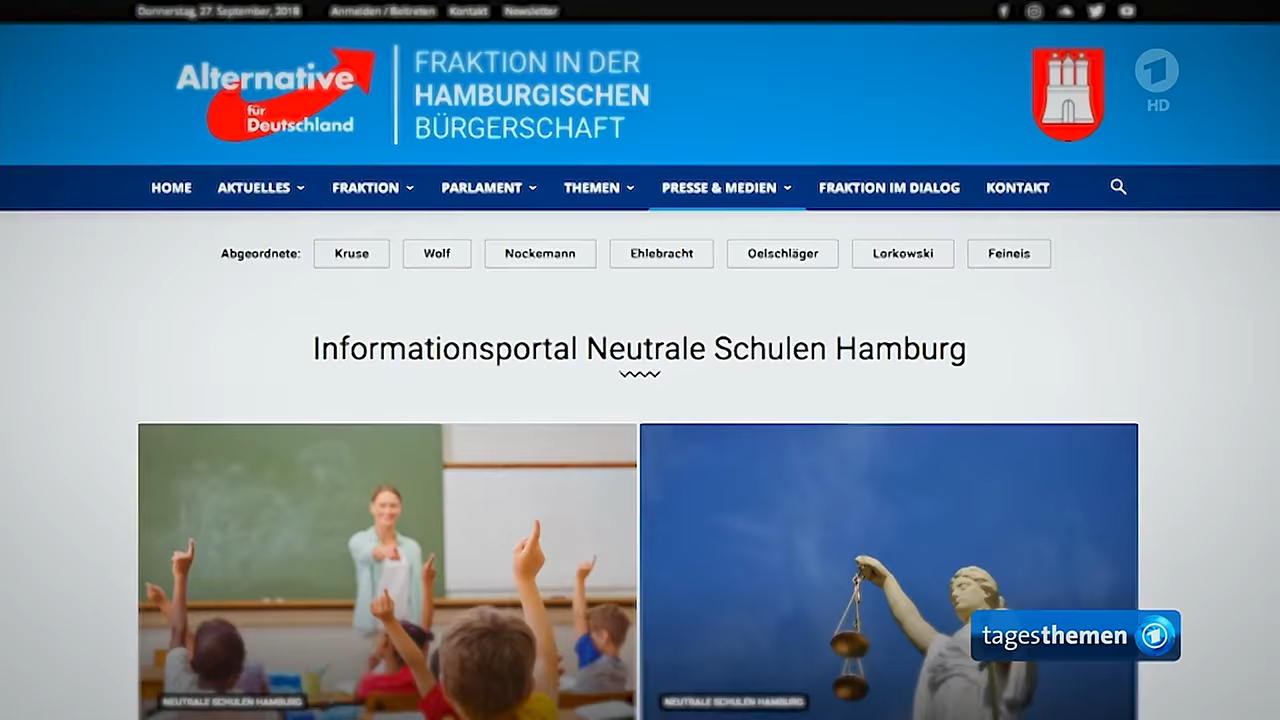 Donnerstag, 27. September, 2018
Anmelden / Beitreten
Kontakt
Newsletter
Alternative
für
Deutschland
FRAKTION IN DER
HAMBURGISCHEN
BÜRGERSCHAFT
1
HD
HOME AKTUELLES FRAKTION PARLAMENT THEMEN PRESSE & MEDIEN FRAKTION IM DIALOG KONTAKT
Abgeordnete: Kruse Wolf Nockemann Ehlebracht Oelschläger Lorkowski Feineis
Informationsportal Neutrale Schulen Hamburg
tagesthemen 1
NEUTRALE SCHULEN HAMBURG
NEUTRALE SCHULEN HAMBURG